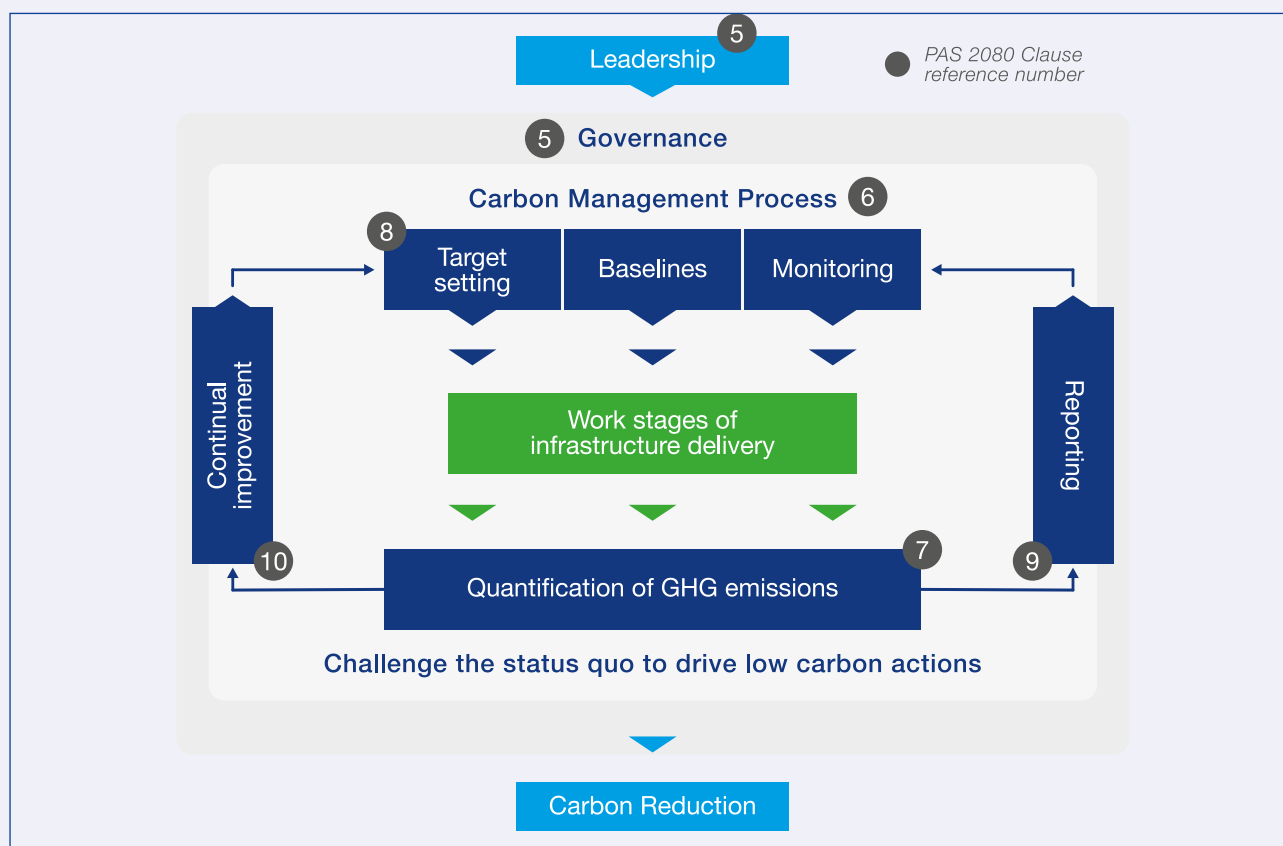 Leadership
5
PAS 2080 Clause
reference number
5
Governance
Carbon Management Process
6
8
Target
setting
Baselines
Monitoring
Continual
improvement
10
Work stages of
infrastructure delivery
Reporting
9
Quantification of GHG emissions
7
Challenge the status quo to drive low carbon actions
Carbon Reduction